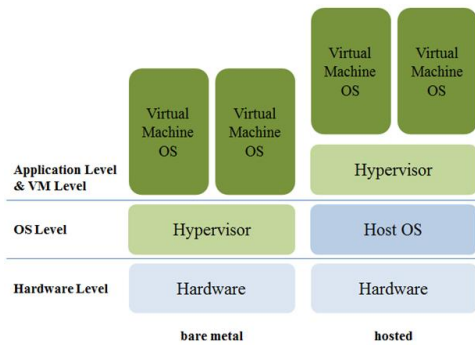 Virtual
Machine
OS
Virtual
Machine
OS
Virtual
Machine
OS
Virtual
Machine
OS
Application Level
& VM Level
Hypervisor
OS Level
Hypervisor
Host OS
Hardware Level
Hardware
Hardware
bare metal
hosted